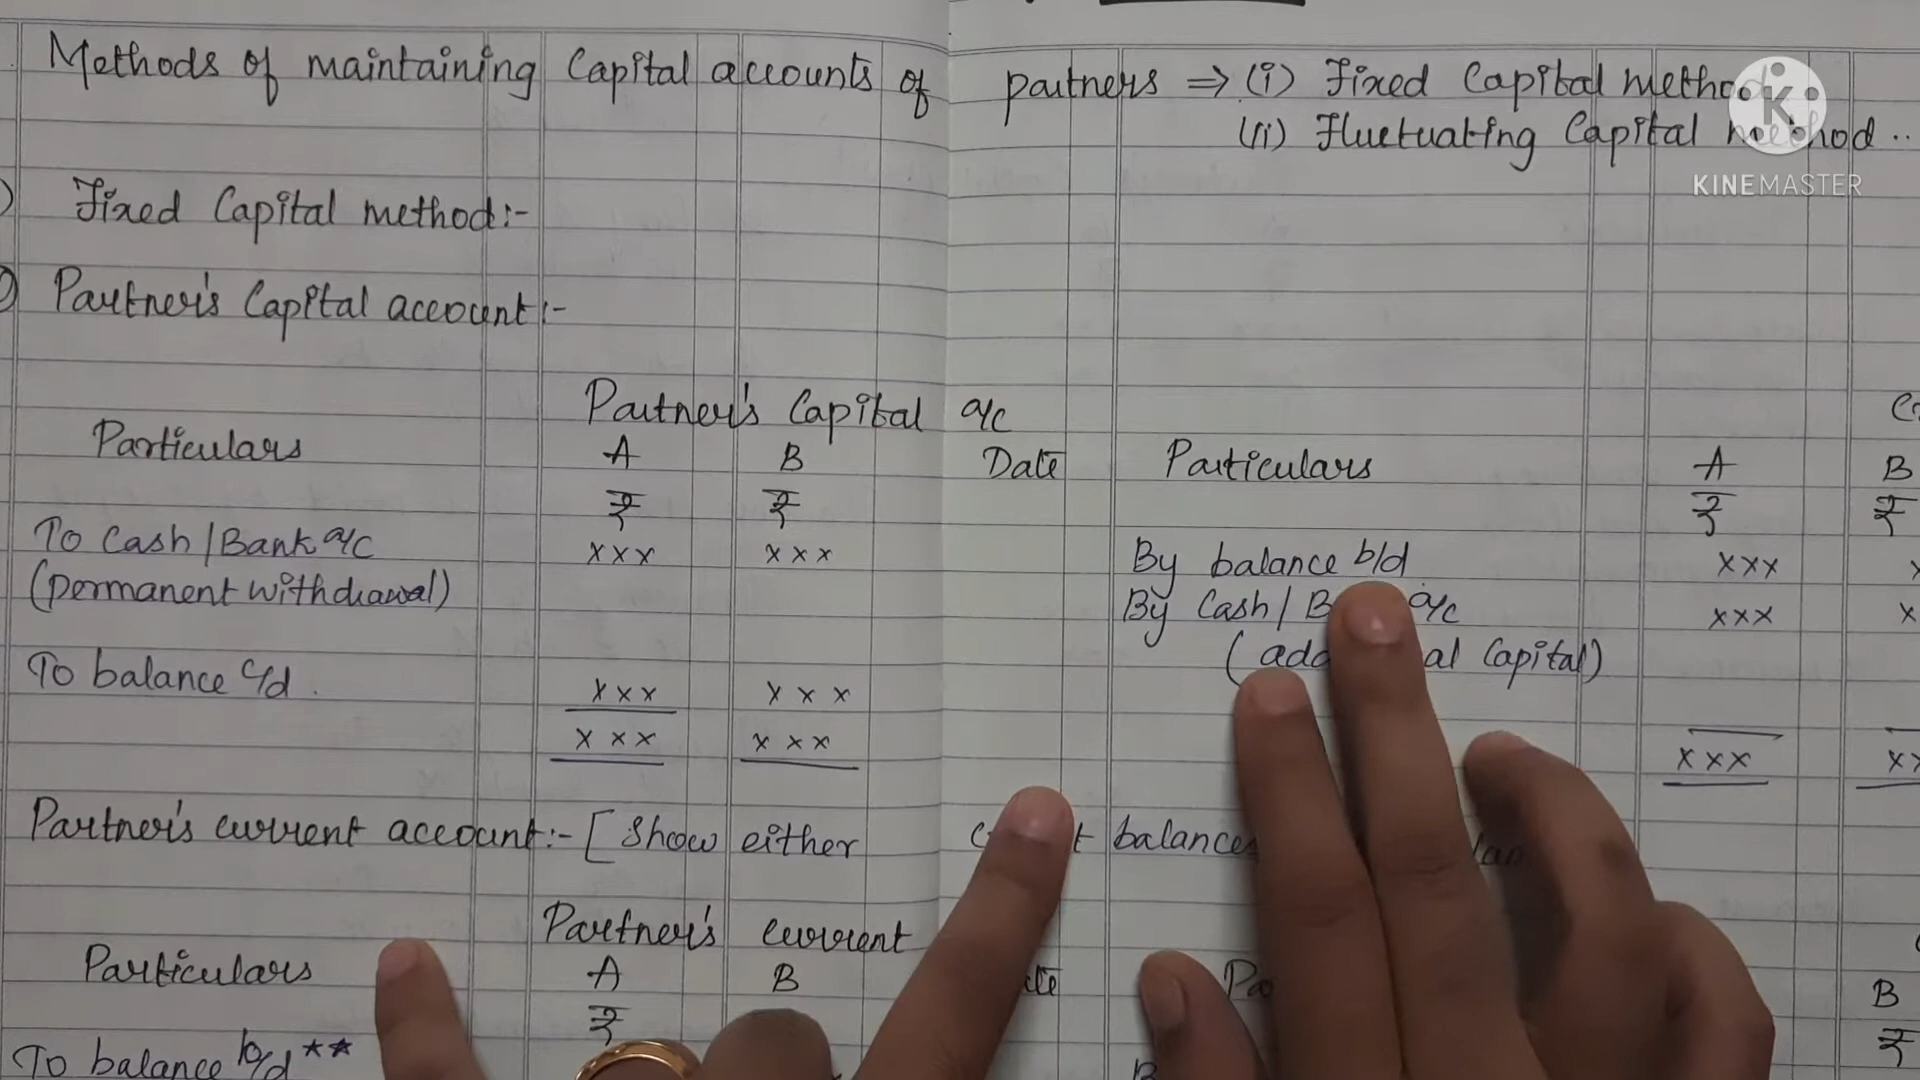 Methods of maintaining Capital accounts of partners ⇒ (i) Fixed Capital method
(ii) Fluctuating Capital method..
KINEMASTER
Fixed Capital method:-
Partner's Capital account:-
Partner's Capital a/c
Particulars A B Date Particulars A B
₹ ₹ ₹ ₹
To Cash/Bank a/c xxx xxx By balance b/d xxx
(permanent withdrawal) By Cash/ a/c xxx
(Capital)
To balance c/d. xxx xxx
xxx xxx xxx
Partner's current account:- [Show either balances
Partner's current
Particulars A B B
₹ ₹
To balance b/d **